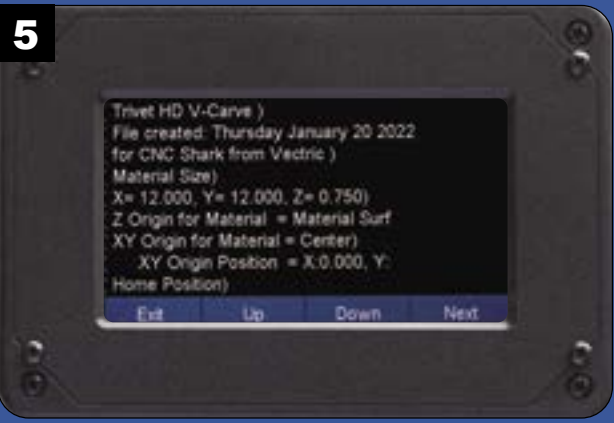 5
Trivet HD V-Carve )
File created: Thursday January 20 2022
for CNC Shark from Vectric )
Material Size)
X= 12.000, Y= 12.000, Z= 0.750)
Z Origin for Material = Material Surf
XY Origin for Material = Center)
XY Origin Position = X:0.000, Y:
Home Position)
Exit Up Down Next